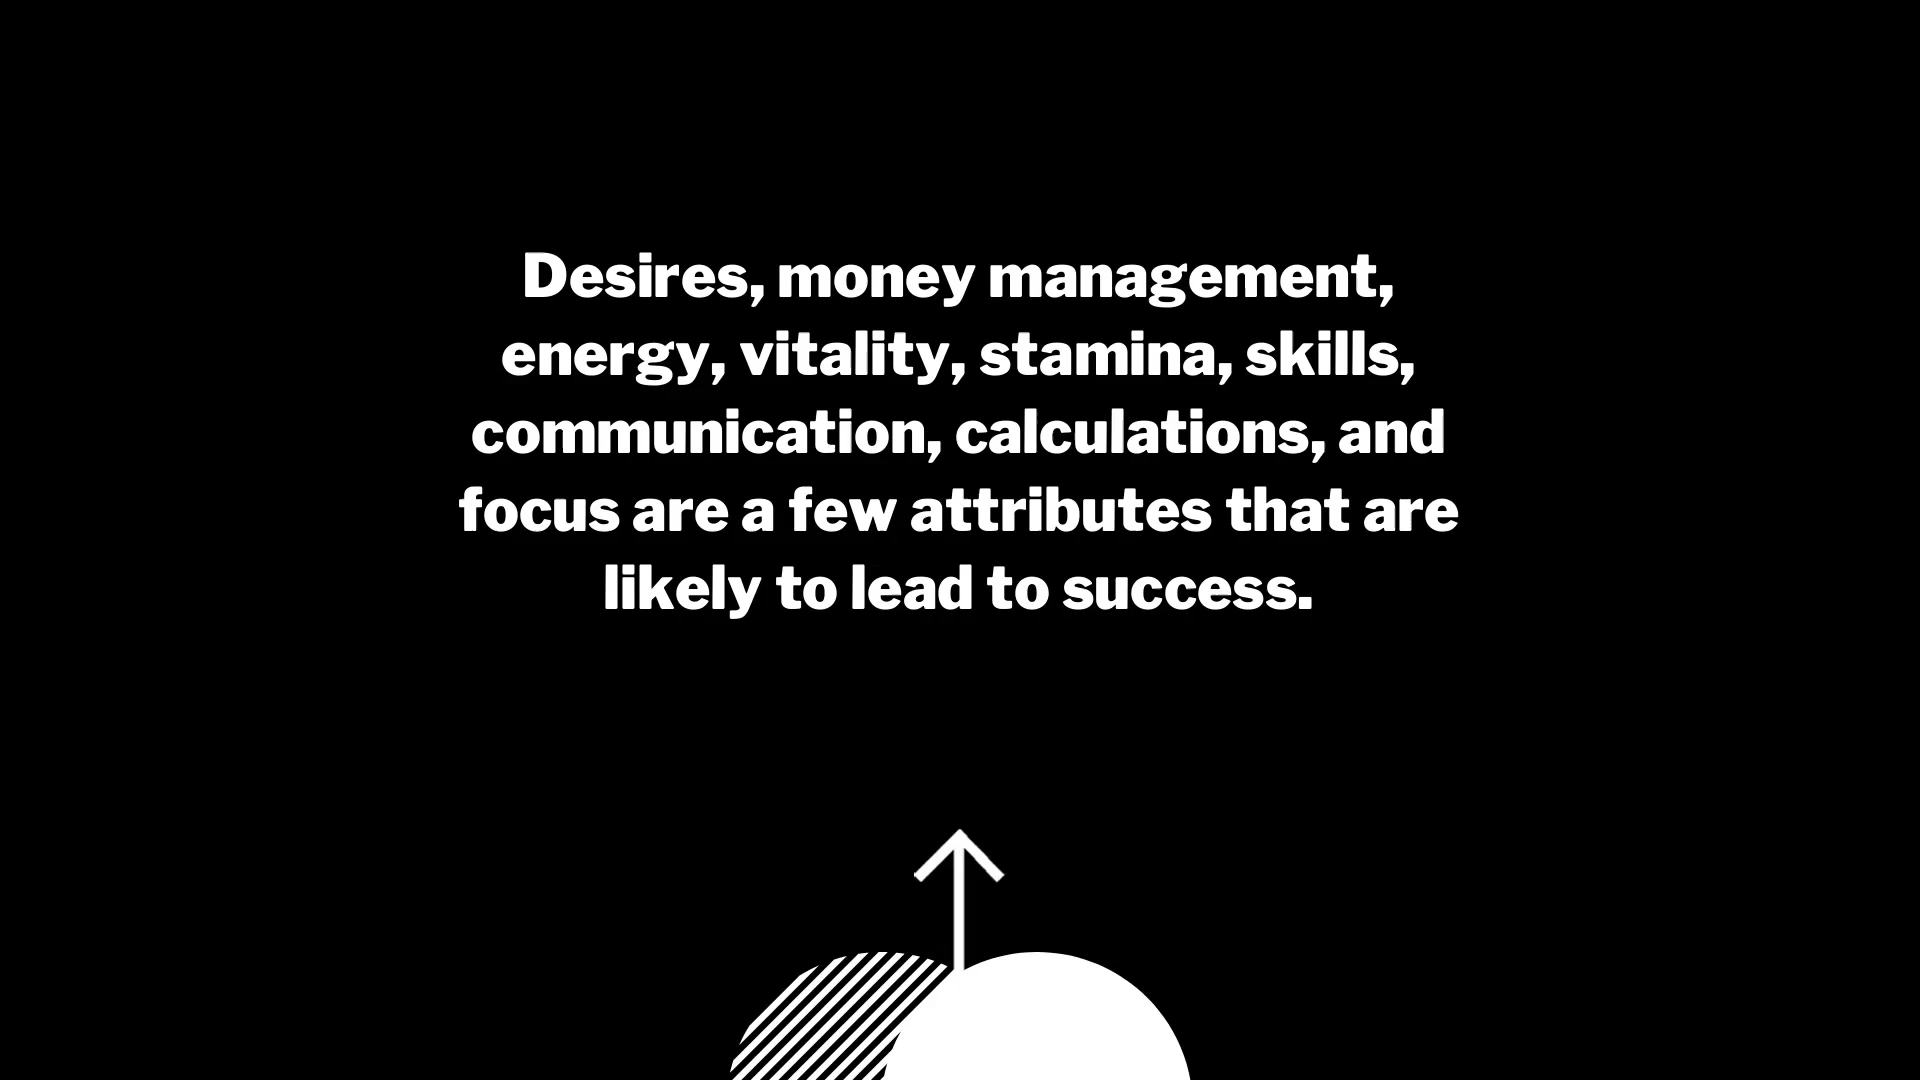 Desires, money management,
energy, vitality, stamina, skills,
communication, calculations, and
focus are a few attributes that are
likely to lead to success.